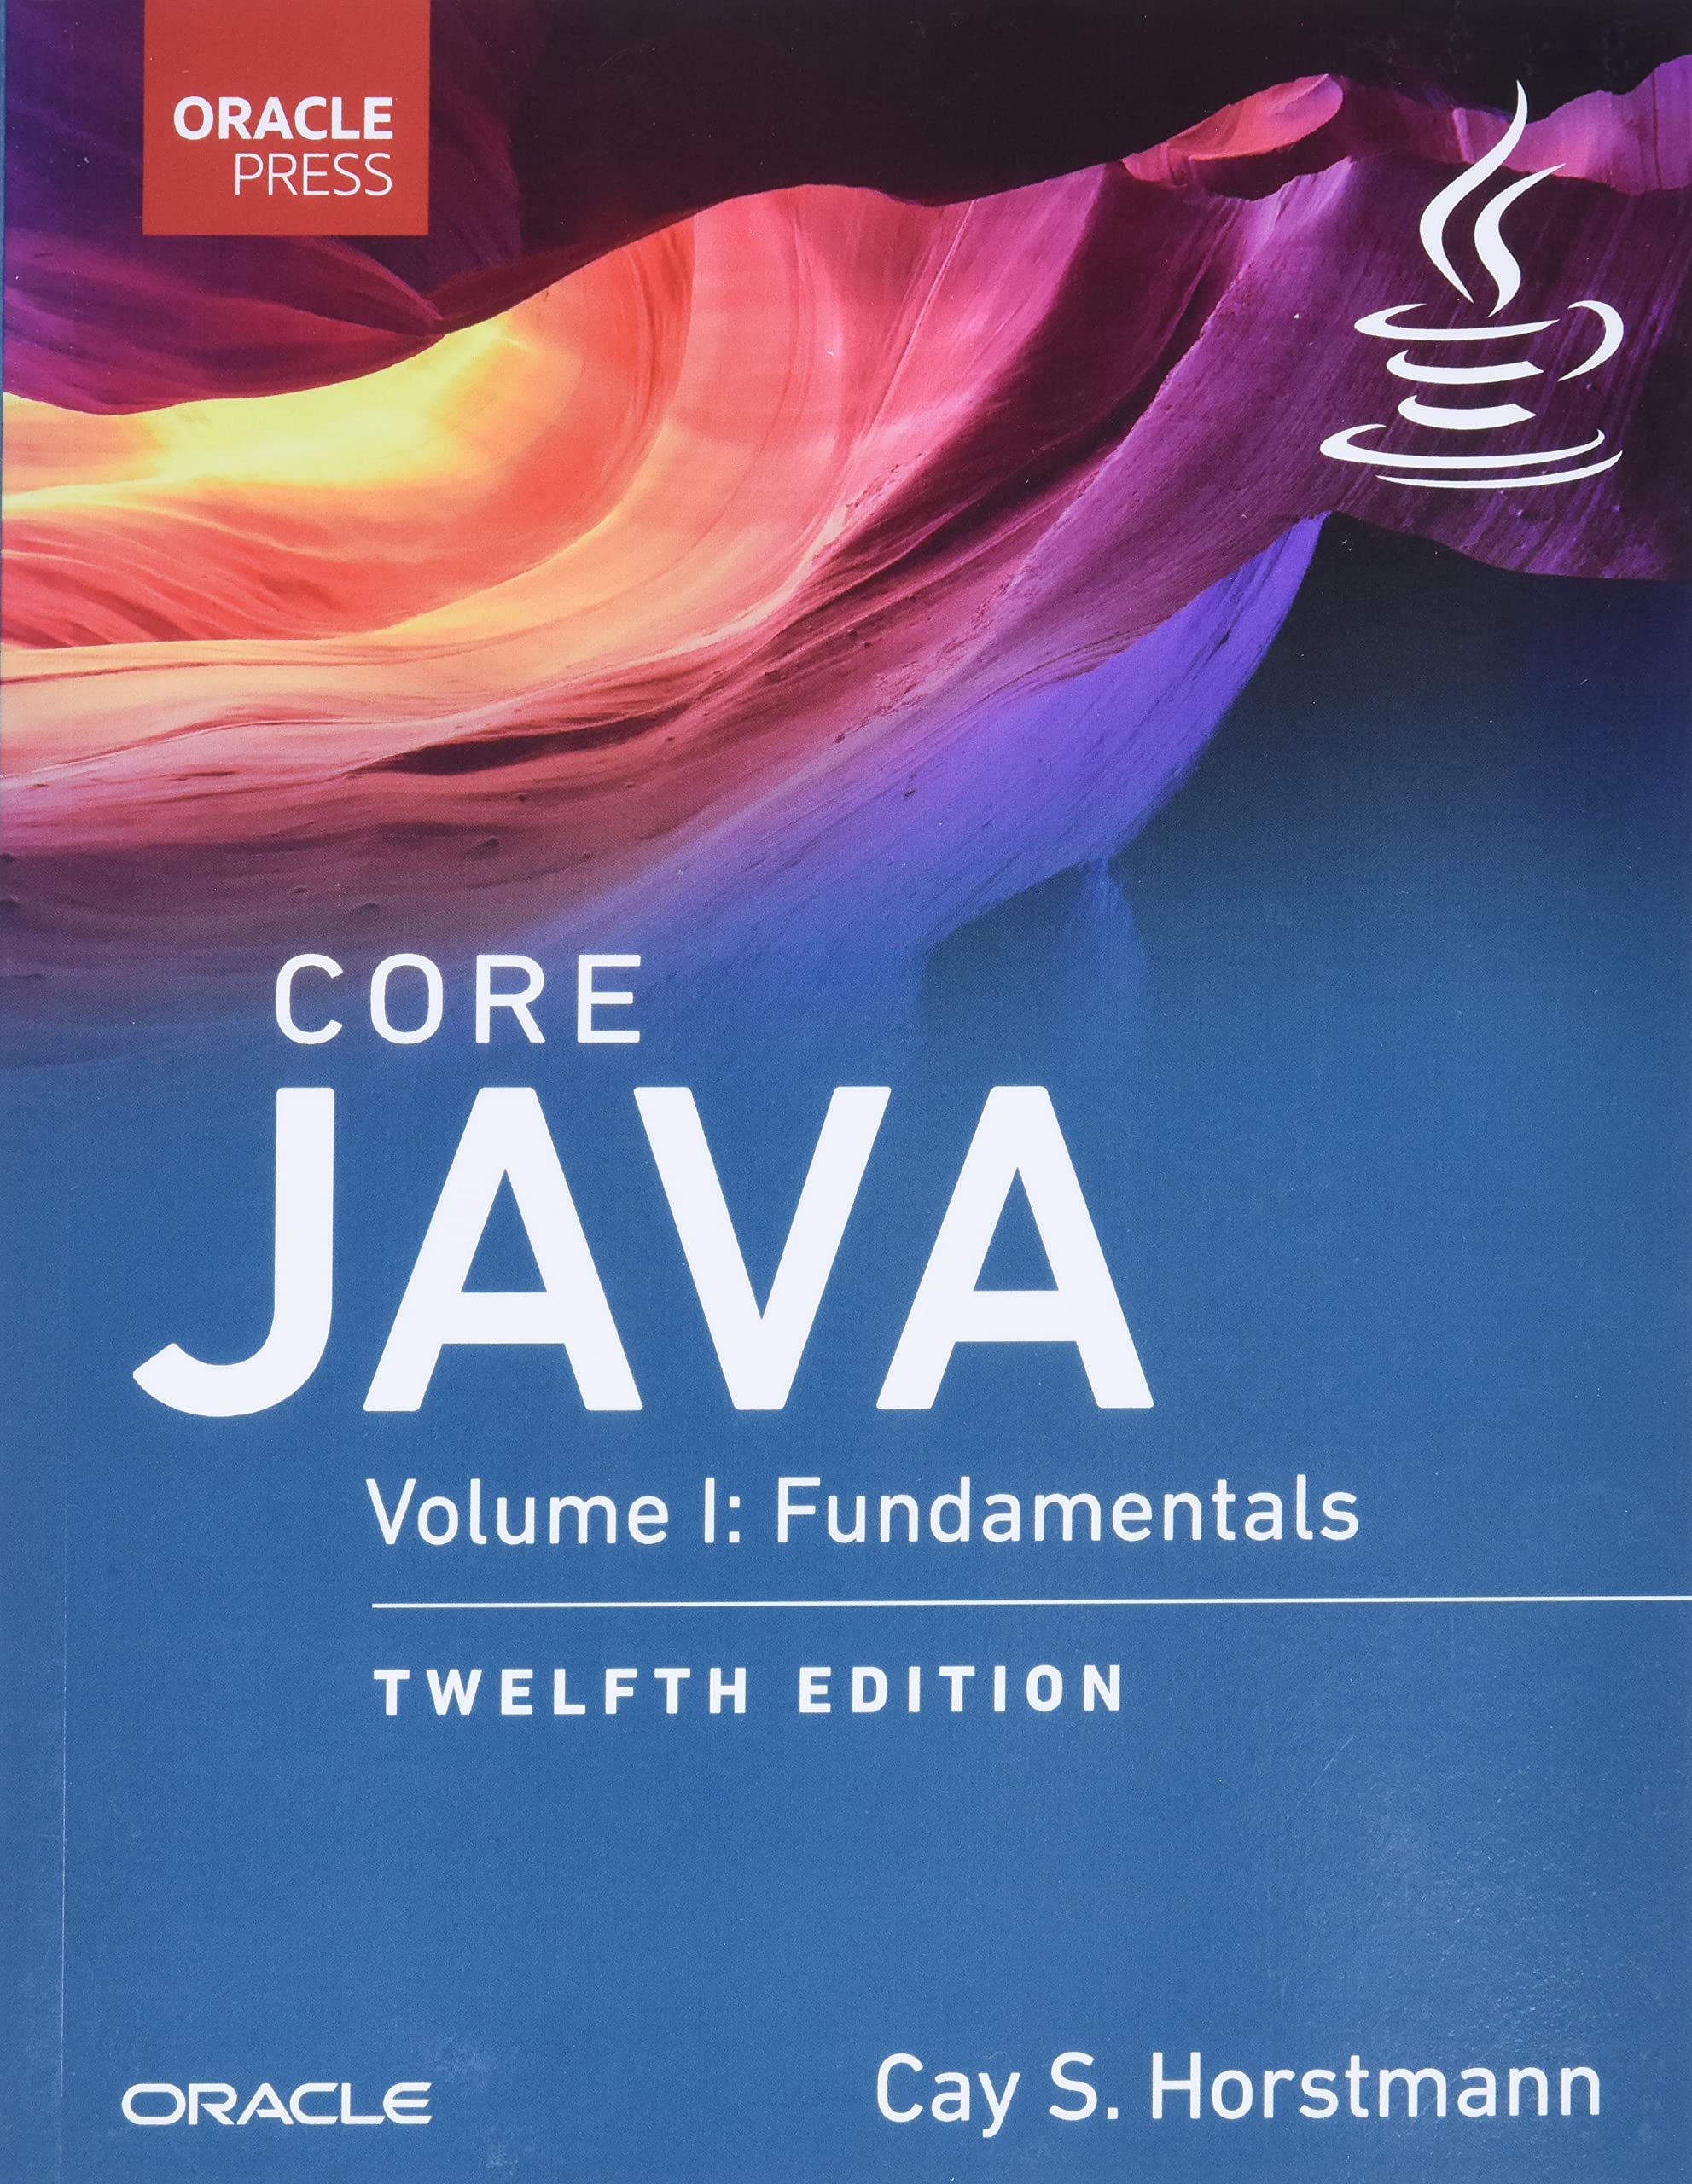 ORACLE
PRESS
CORE
JAVA
Volume I: Fundamentals
TWELFTH EDITION
Cay S. Horstmann
ORACLE